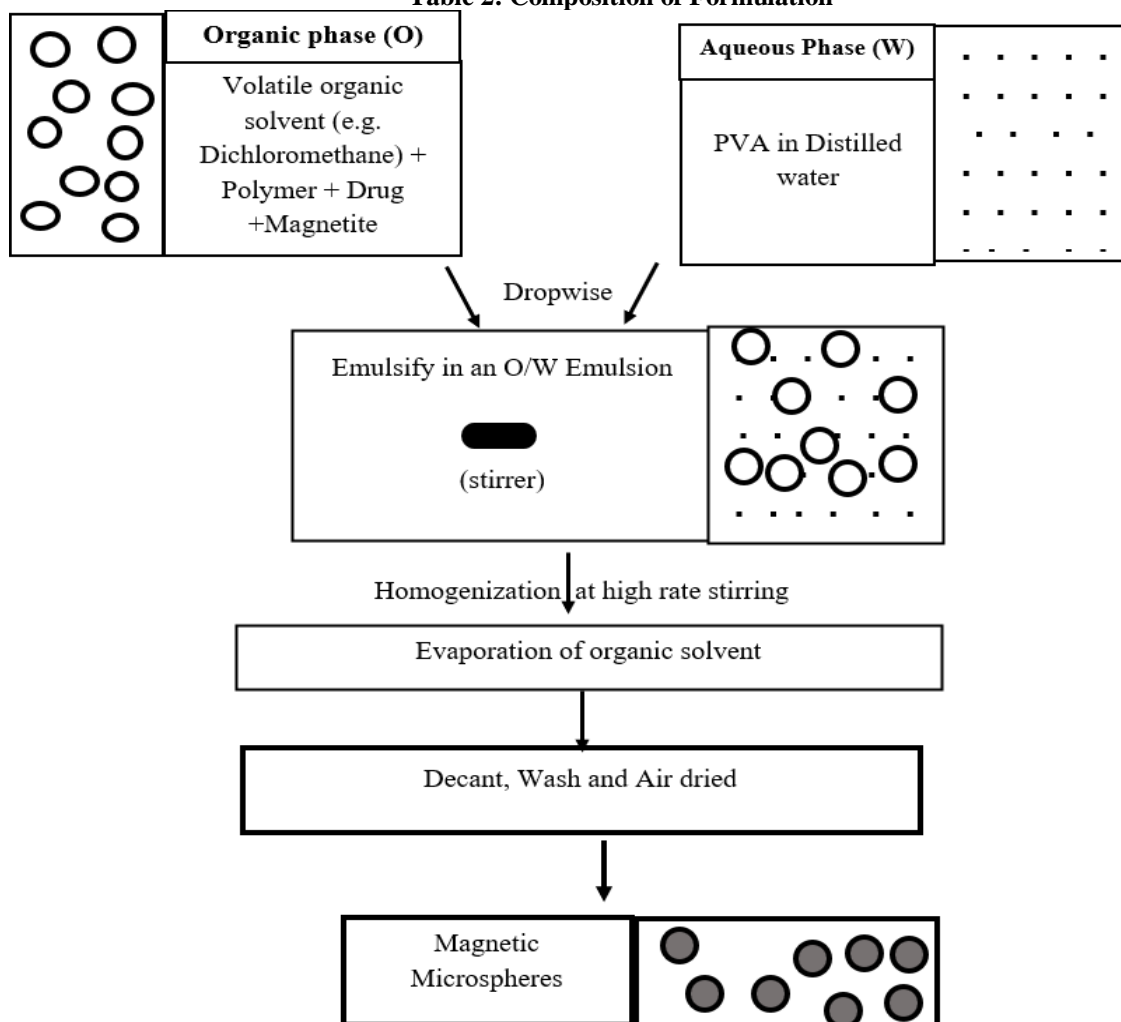 Table 2: Composition of Formulation
Organic phase (O)
Volatile organic
solvent (e.g.
Dichloromethane) +
Polymer + Drug
+Magnetite
Aqueous Phase (W)
PVA in Distilled
water
Dropwise
Emulsify in an O/W Emulsion
(stirrer)
Homogenization at high rate stirring
Evaporation of organic solvent
Decant, Wash and Air dried
Magnetic
Microspheres